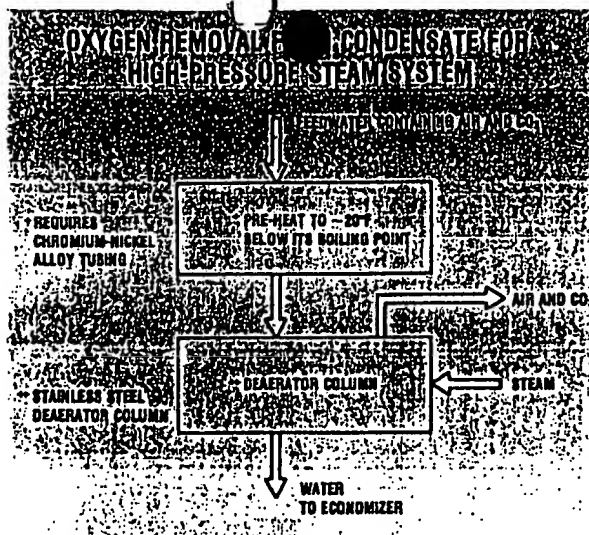 OXYGEN REMOVAL CONDENSATE FOR
HIGH-PRESSURE STEAM SYSTEM
FEEDWATER CONTAINING AIR AND CO₂
* REQUIRES
CHROMIUM-NICKEL
ALLOY TUBING
PRE-HEAT TO ~ 20°F
BELOW ITS BOILING POINT
AIR AND CO
** STAINLESS STEEL
DEAERATOR COLUMN
DEAERATOR COLUMN
STEAM
WATER
TO ECONOMIZER